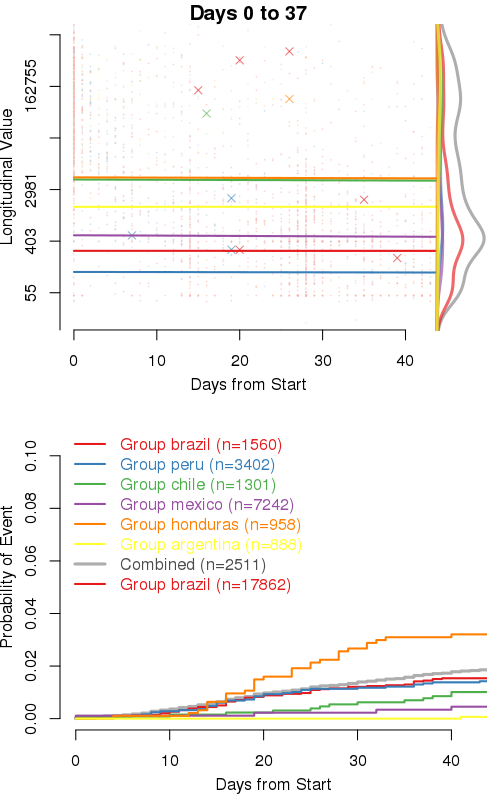 Days 0 to 37
Longitudinal Value
162755
2981
403
55
0 10 20 30 40
Days from Start
Group brazil (n=1560)
Group peru (n=3402)
Group chile (n=1301)
Group mexico (n=7242)
Group honduras (n=958)
Group argentina (n=888)
Combined (n=2511)
Group brazil (n=17862)
Probability of Event
0.10
0.08
0.06
0.04
0.02
0.00
0 10 20 30 40
Days from Start